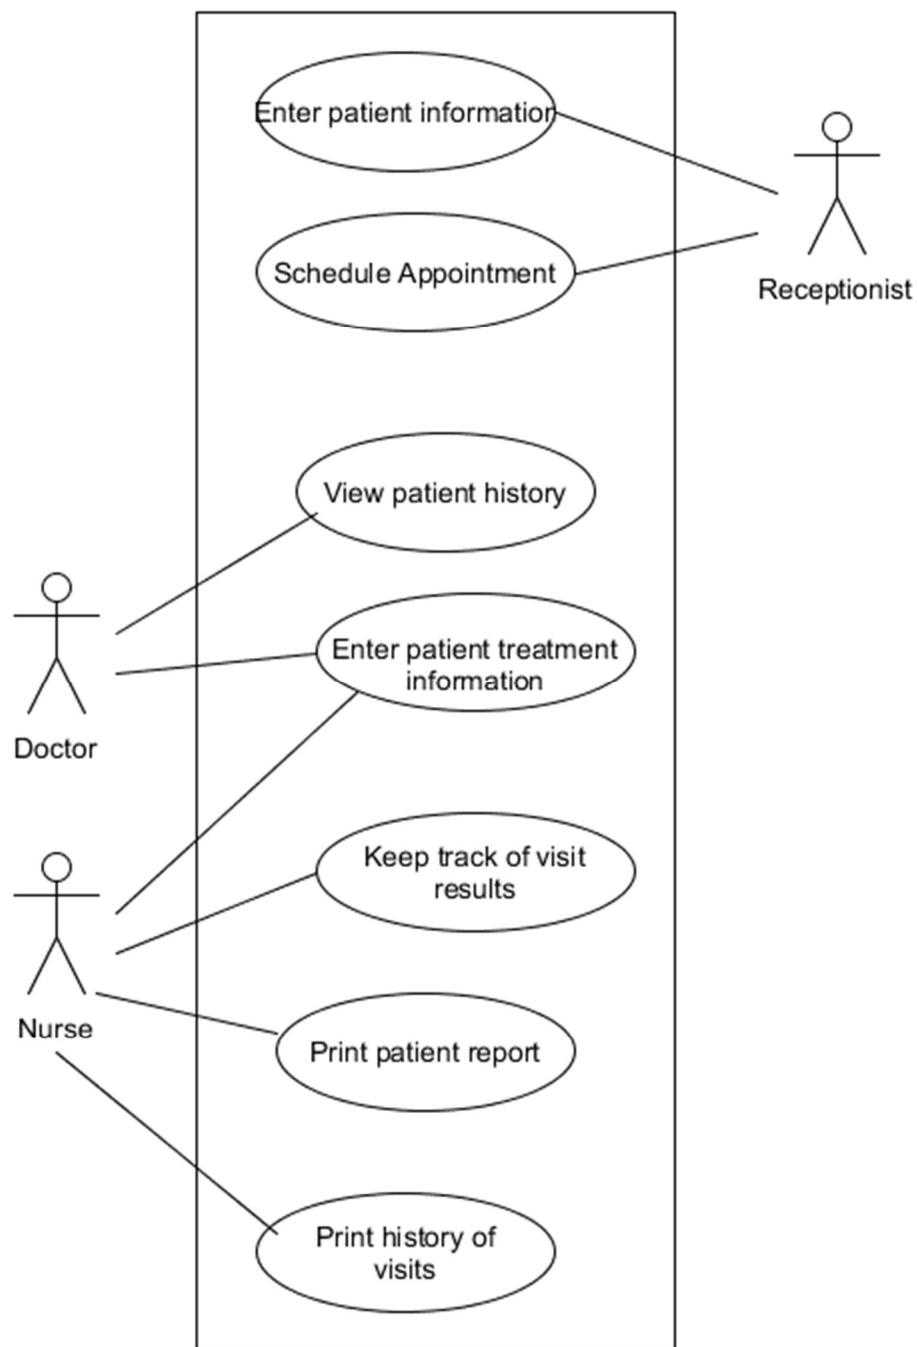 Enter patient information
Schedule Appointment
Receptionist
View patient history
Enter patient treatment
information
Doctor
Keep track of visit
results
Nurse
Print patient report
Print history of
visits